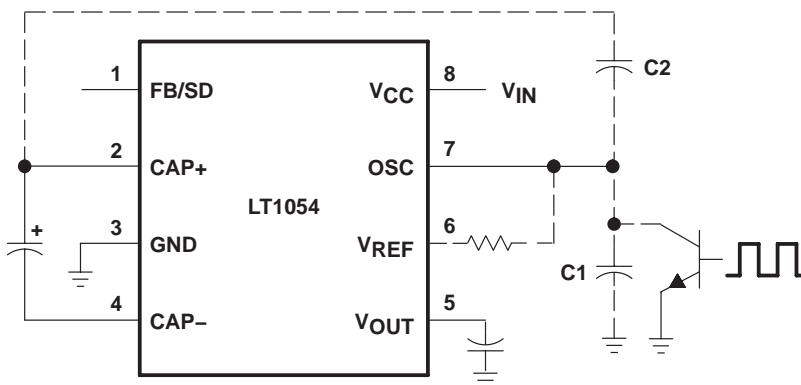 C2
1 FB/SD VCC 8 VIN
2 CAP+ OSC 7
LT1054
+ 3 GND VREF 6
C1
4 CAP− VOUT 5